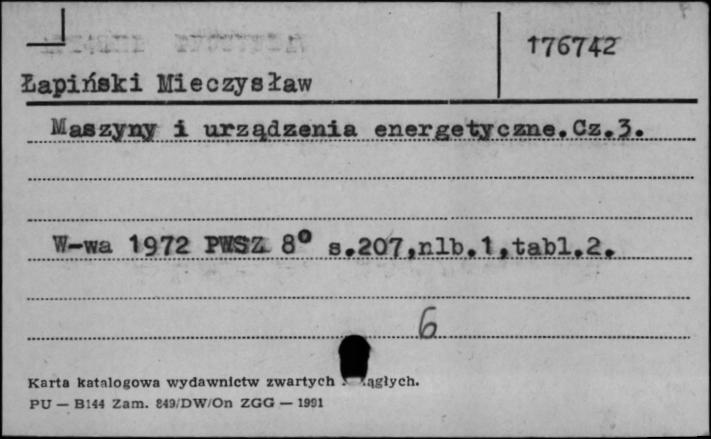 176742
Łapiński Mieczysław
Maszyny i urządzenia energetyczne.Cz.3.
W-wa 1972 PWSZ 8° s.207,nlb.1,tabl.2.
6
Karta katalogowa wydawnictw zwartych
PU — B144 Zam. 849/DW/On ZGG — 1991